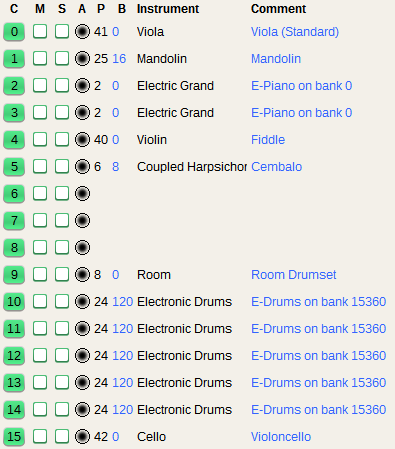 C M S A P B Instrument Comment
0 41 0 Viola Viola (Standard)
1 25 16 Mandolin Mandolin
2 2 0 Electric Grand E-Piano on bank 0
3 2 0 Electric Grand E-Piano on bank 0
4 40 0 Violin Fiddle
5 6 8 Coupled Harpsichor Cembalo
6
7
8
9 8 0 Room Room Drumset
10 24 120 Electronic Drums E-Drums on bank 15360
11 24 120 Electronic Drums E-Drums on bank 15360
12 24 120 Electronic Drums E-Drums on bank 15360
13 24 120 Electronic Drums E-Drums on bank 15360
14 24 120 Electronic Drums E-Drums on bank 15360
15 42 0 Cello Violoncello